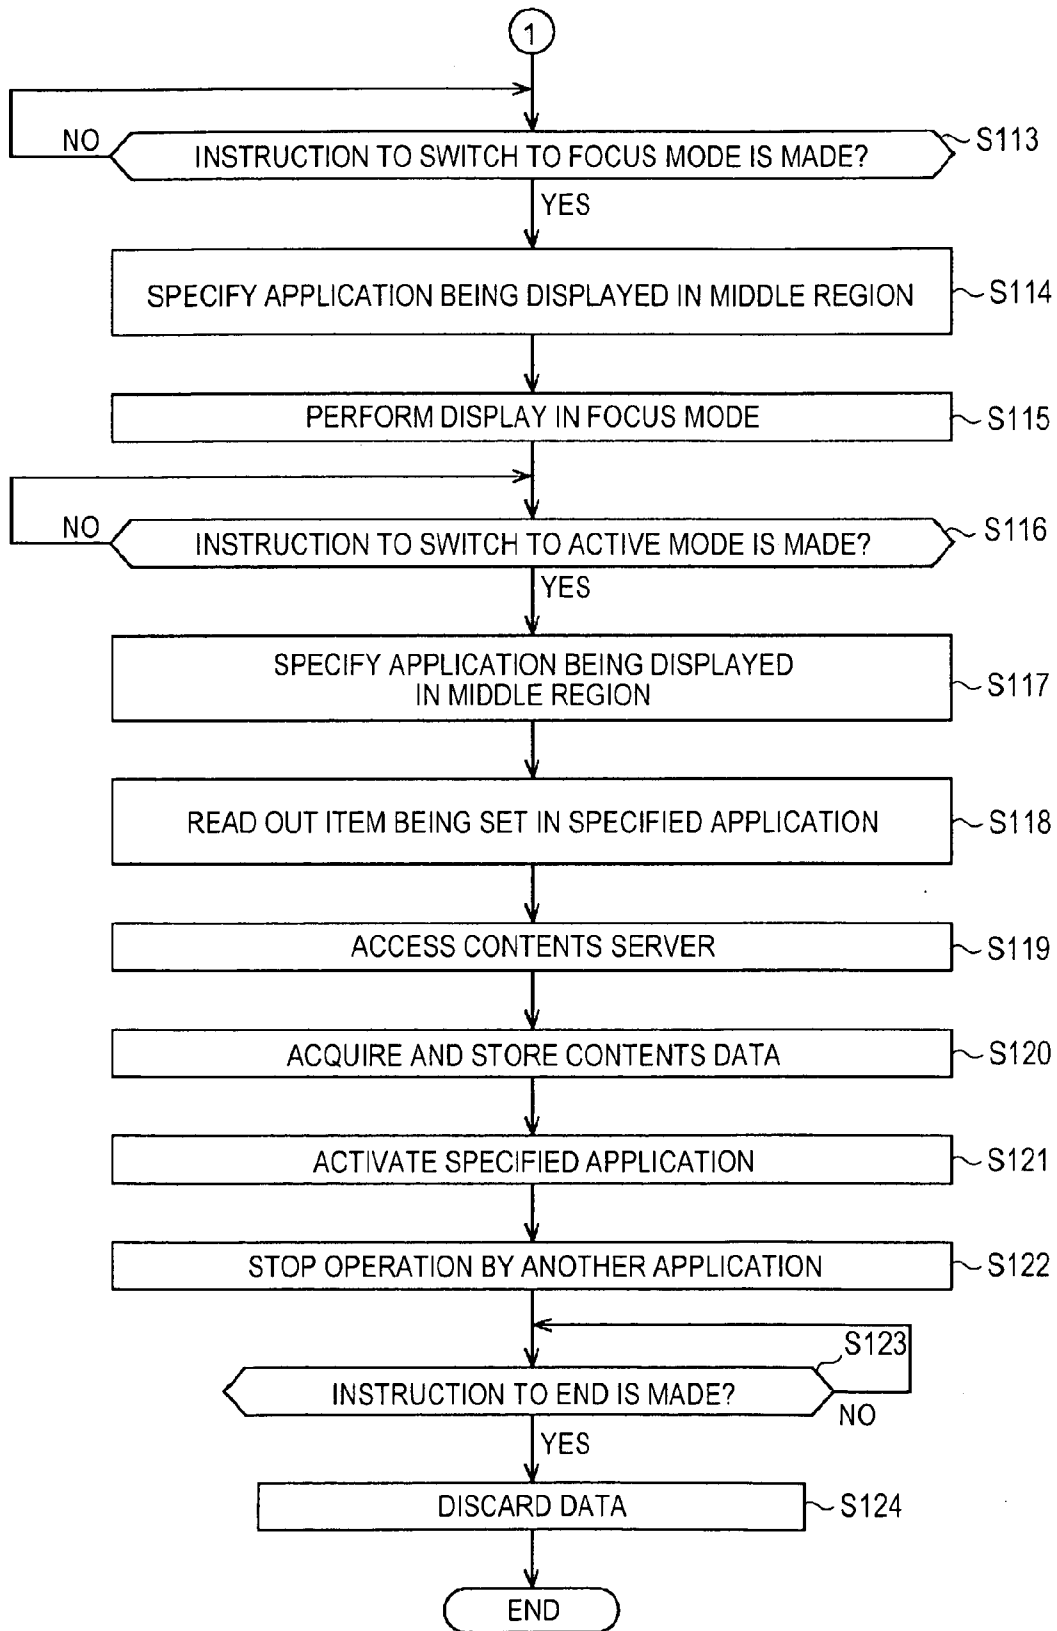 1
NO
INSTRUCTION TO SWITCH TO FOCUS MODE IS MADE?
S113
YES
SPECIFY APPLICATION BEING DISPLAYED IN MIDDLE REGION
S114
PERFORM DISPLAY IN FOCUS MODE
S115
NO
INSTRUCTION TO SWITCH TO ACTIVE MODE IS MADE?
S116
YES
SPECIFY APPLICATION BEING DISPLAYED
IN MIDDLE REGION
S117
READ OUT ITEM BEING SET IN SPECIFIED APPLICATION
S118
ACCESS CONTENTS SERVER
S119
ACQUIRE AND STORE CONTENTS DATA
S120
ACTIVATE SPECIFIED APPLICATION
S121
STOP OPERATION BY ANOTHER APPLICATION
S122
S123
INSTRUCTION TO END IS MADE?
NO
YES
DISCARD DATA
S124
END